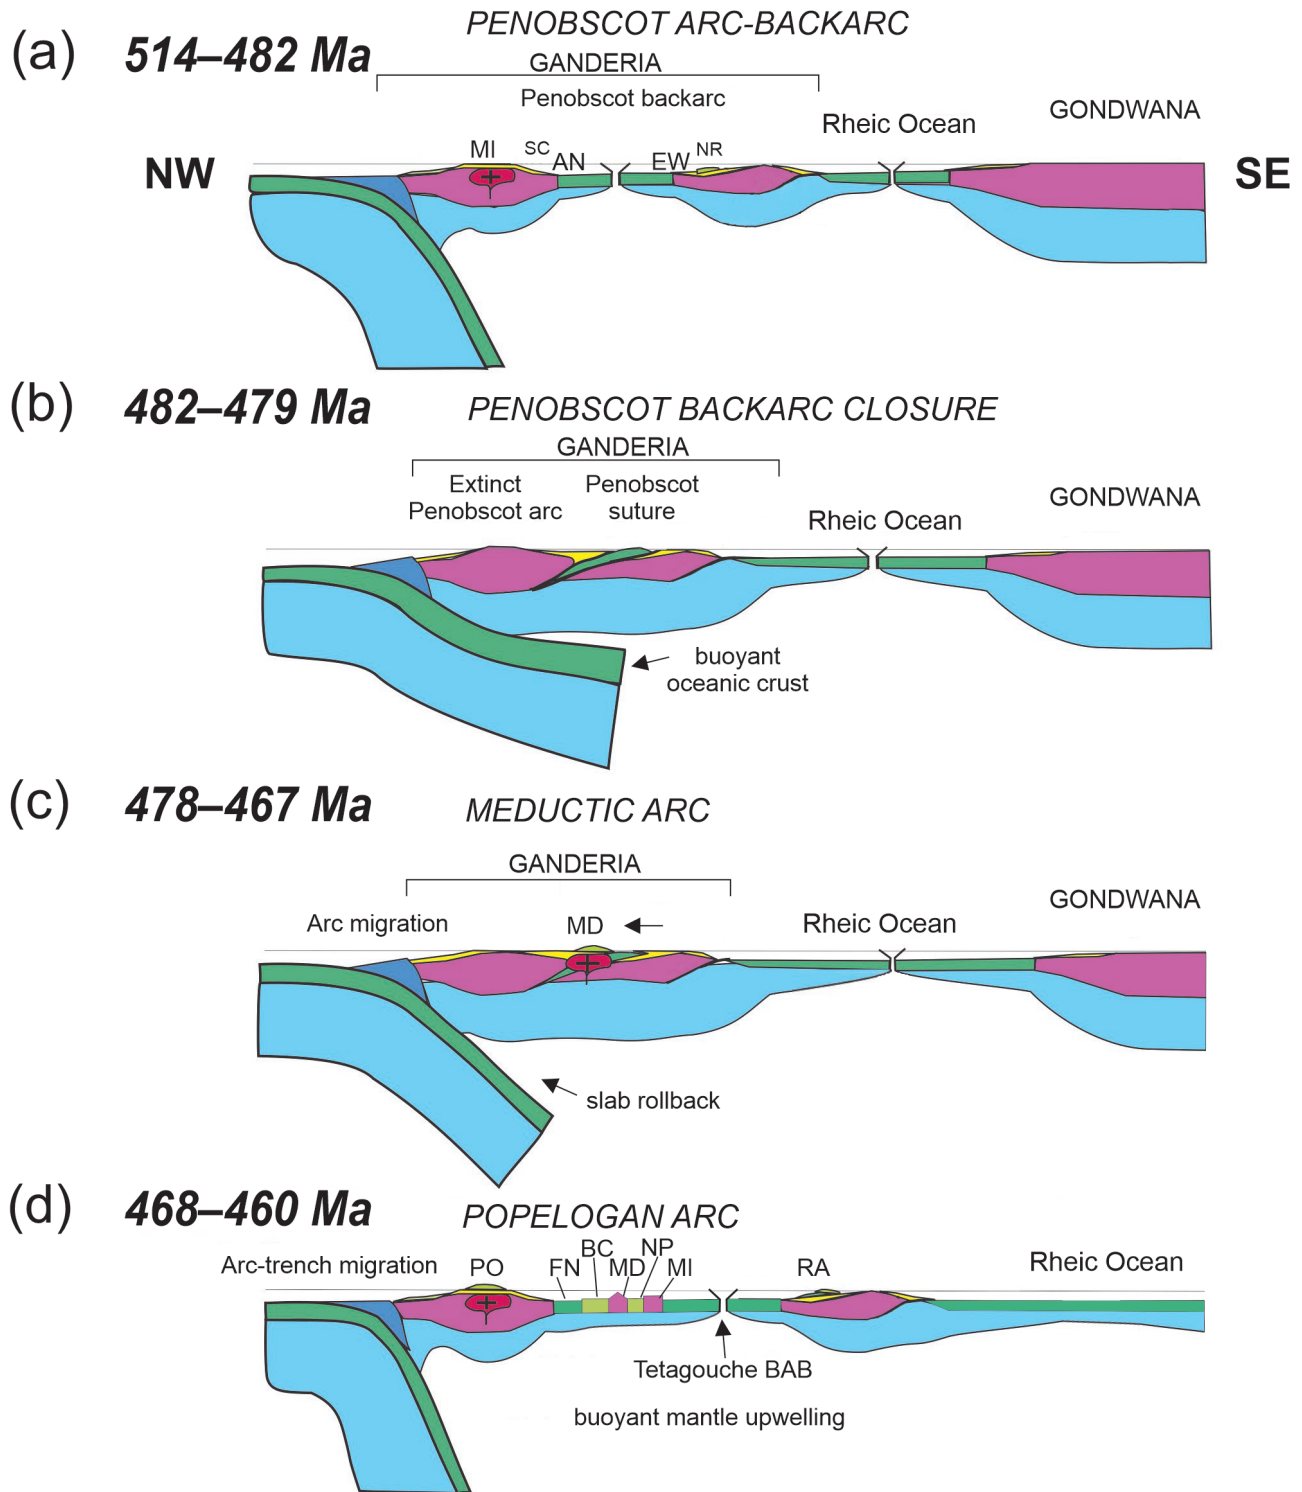 (a)
514–482 Ma
PENOBSCOT ARC-BACKARC
GANDERIA
Penobscot backarc
Rheic Ocean
GONDWANA
NW
MI
SC
AN
EW
NR
SE
(b)
482–479 Ma
PENOBSCOT BACKARC CLOSURE
GANDERIA
Extinct
Penobscot arc
Penobscot
suture
Rheic Ocean
GONDWANA
buoyant
oceanic crust
(c)
478–467 Ma
MEDUCTIC ARC
GANDERIA
Arc migration
MD
Rheic Ocean
GONDWANA
slab rollback
(d)
468–460 Ma
POPELOGAN ARC
Arc-trench migration
PO
FN
BC
MD
NP
MI
RA
Rheic Ocean
Tetagouche BAB
buoyant mantle upwelling